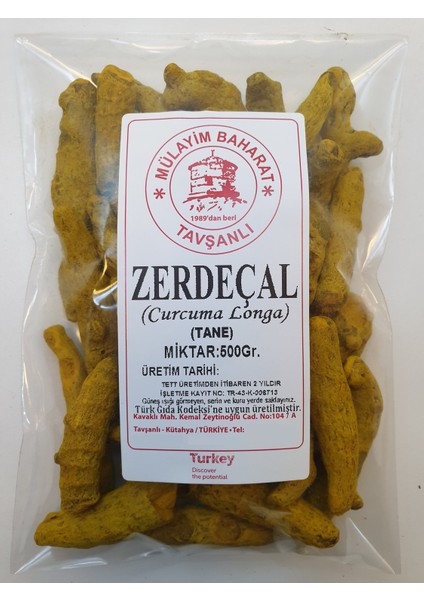 * MÜLAYİM BAHARAT *
1989'dan beri
TAVŞANLI
ZERDEÇAL
(Curcuma Longa)
(TANE)
MİKTAR:500Gr.
ÜRETİM TARİHİ:
TETT ÜRETİMDEN İTİBAREN 2 YILDIR
İŞLETME KAYIT NO: TR-43-K-006713
Güneş ışığı görmeyen, serin ve kuru yerde saklayınız.
Türk Gıda Kodeksi'ne uygun üretilmiştir.
Kavaklı Mah. Kemal Zeytinoğlu Cad. No:104 / A
Tavşanlı - Kütahya / TÜRKİYE • Tel:
Turkey
Discover
the potential